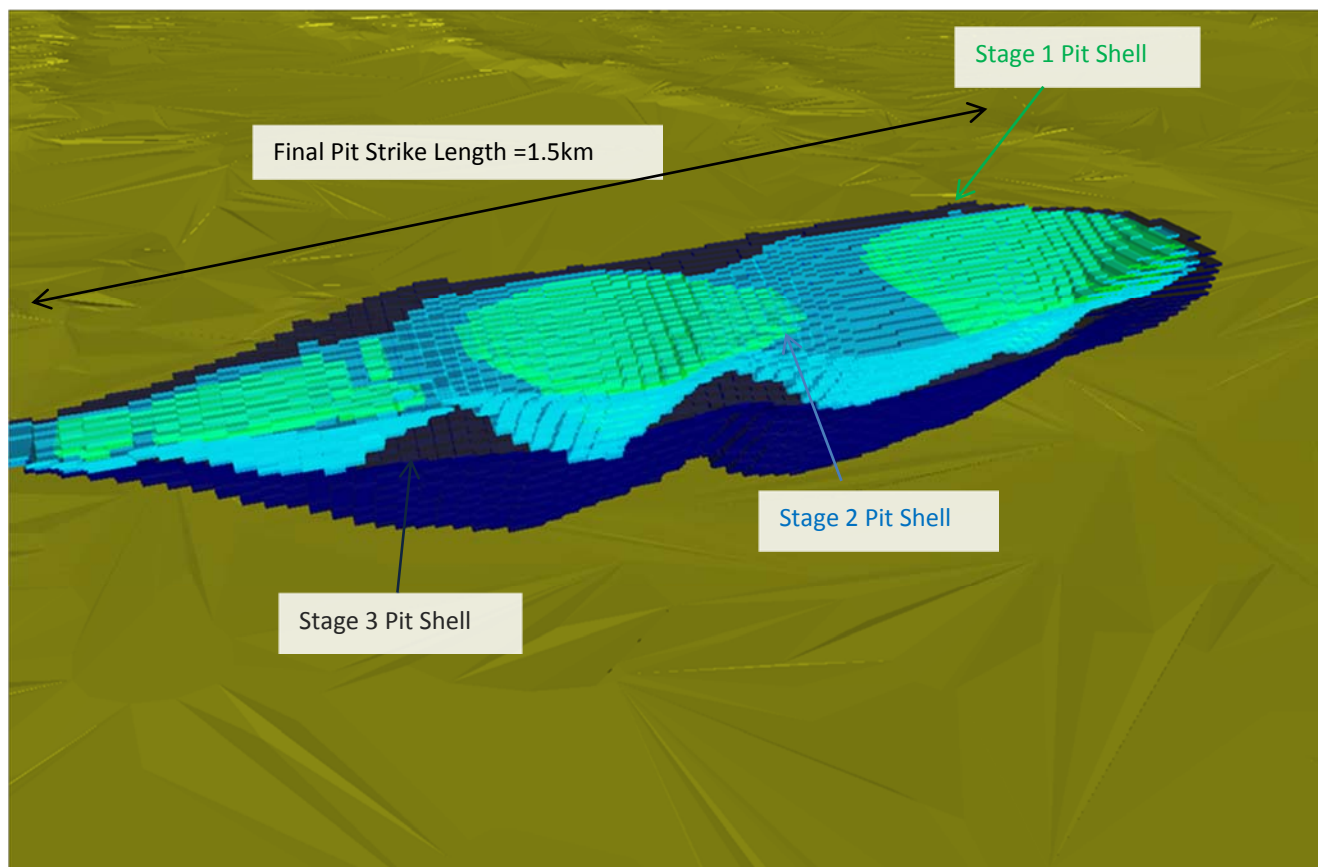 Stage 1 Pit Shell
Final Pit Strike Length =1.5km
Stage 2 Pit Shell
Stage 3 Pit Shell